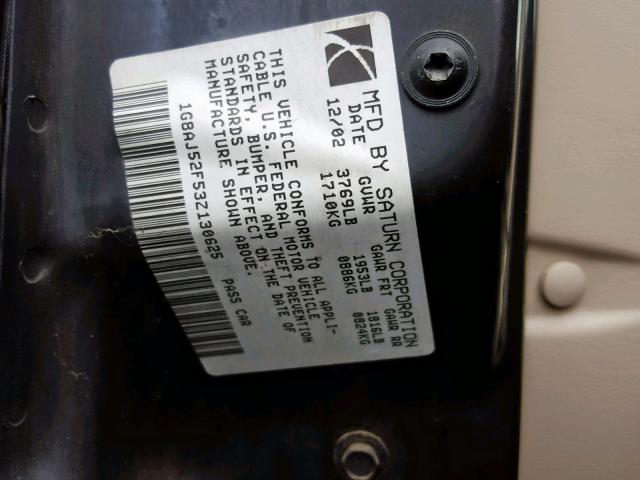 MFD BY SATURN CORPORATION
DATE GVWR GAWR FRT GAWR RR
12/02 3769LB 1953LB 1816LB
1710KG 0886KG 0824KG
THIS VEHICLE CONFORMS TO ALL APPLI-
CABLE U.S. FEDERAL MOTOR VEHICLE
SAFETY, BUMPER, AND THEFT PREVENTION
STANDARDS IN EFFECT ON THE DATE OF
MANUFACTURE SHOWN ABOVE.
1G8AJ52F53Z130625 PASS CAR